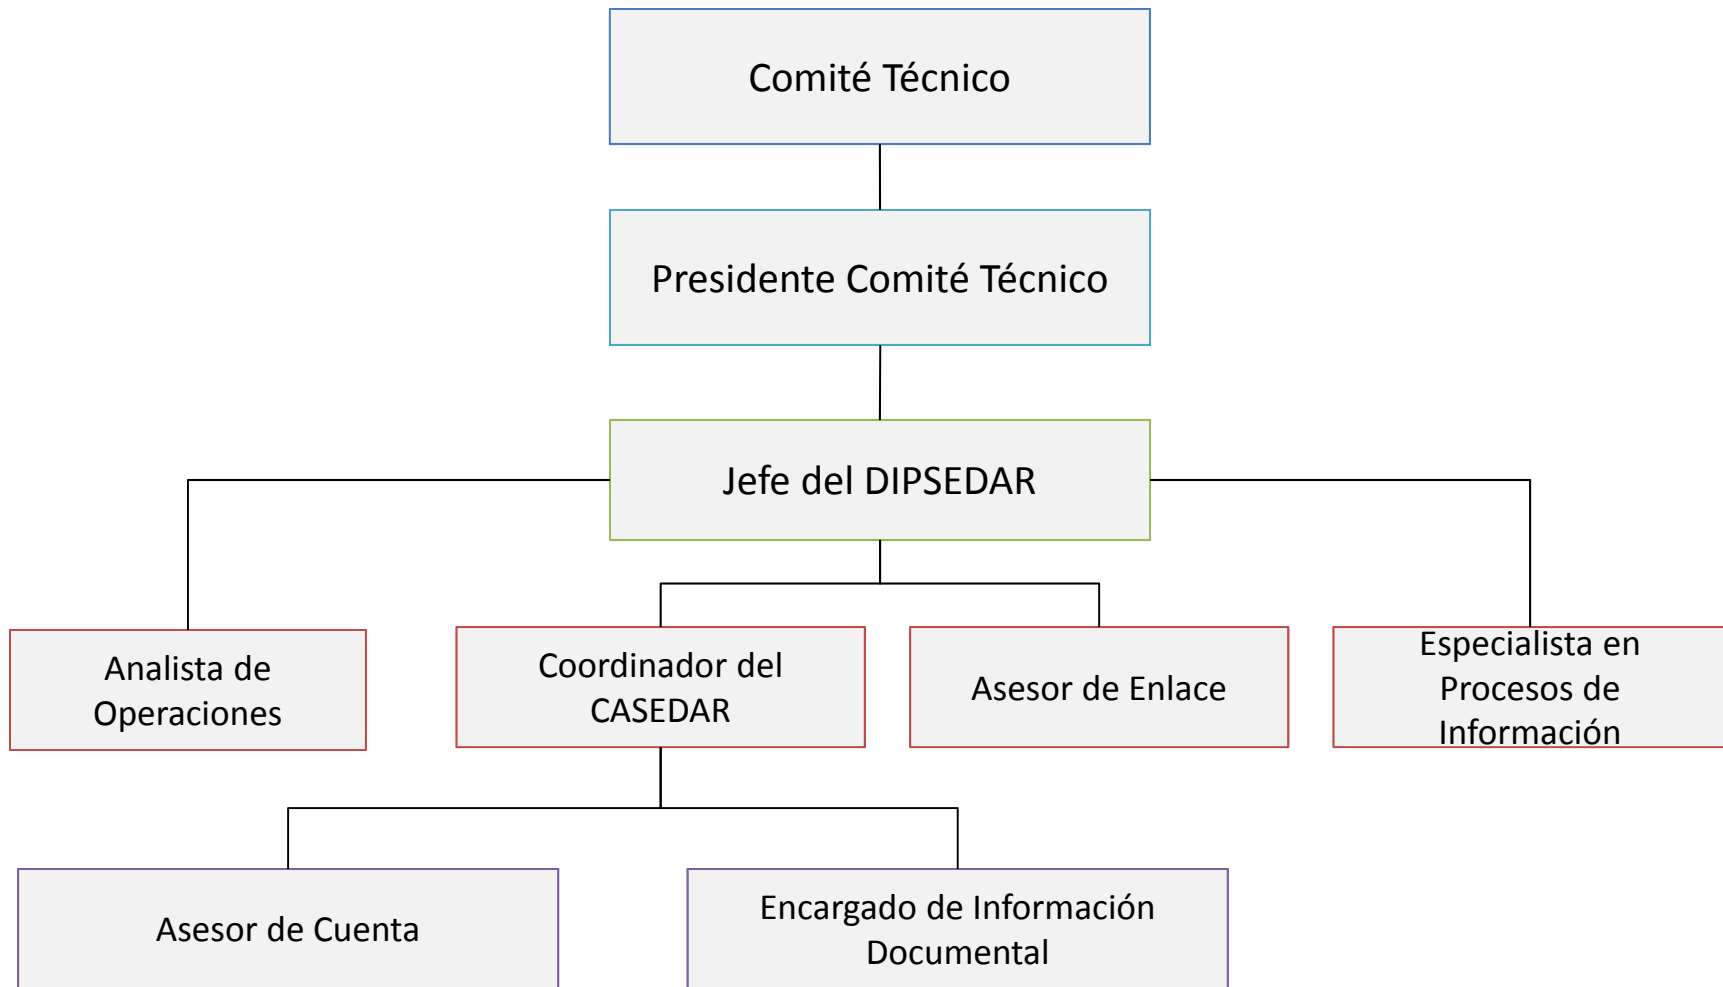 Comité Técnico
Presidente Comité Técnico
Jefe del DIPSEDAR
Analista de
Operaciones
Coordinador del
CASEDAR
Asesor de Enlace
Especialista en
Procesos de
Información
Asesor de Cuenta
Encargado de Información
Documental